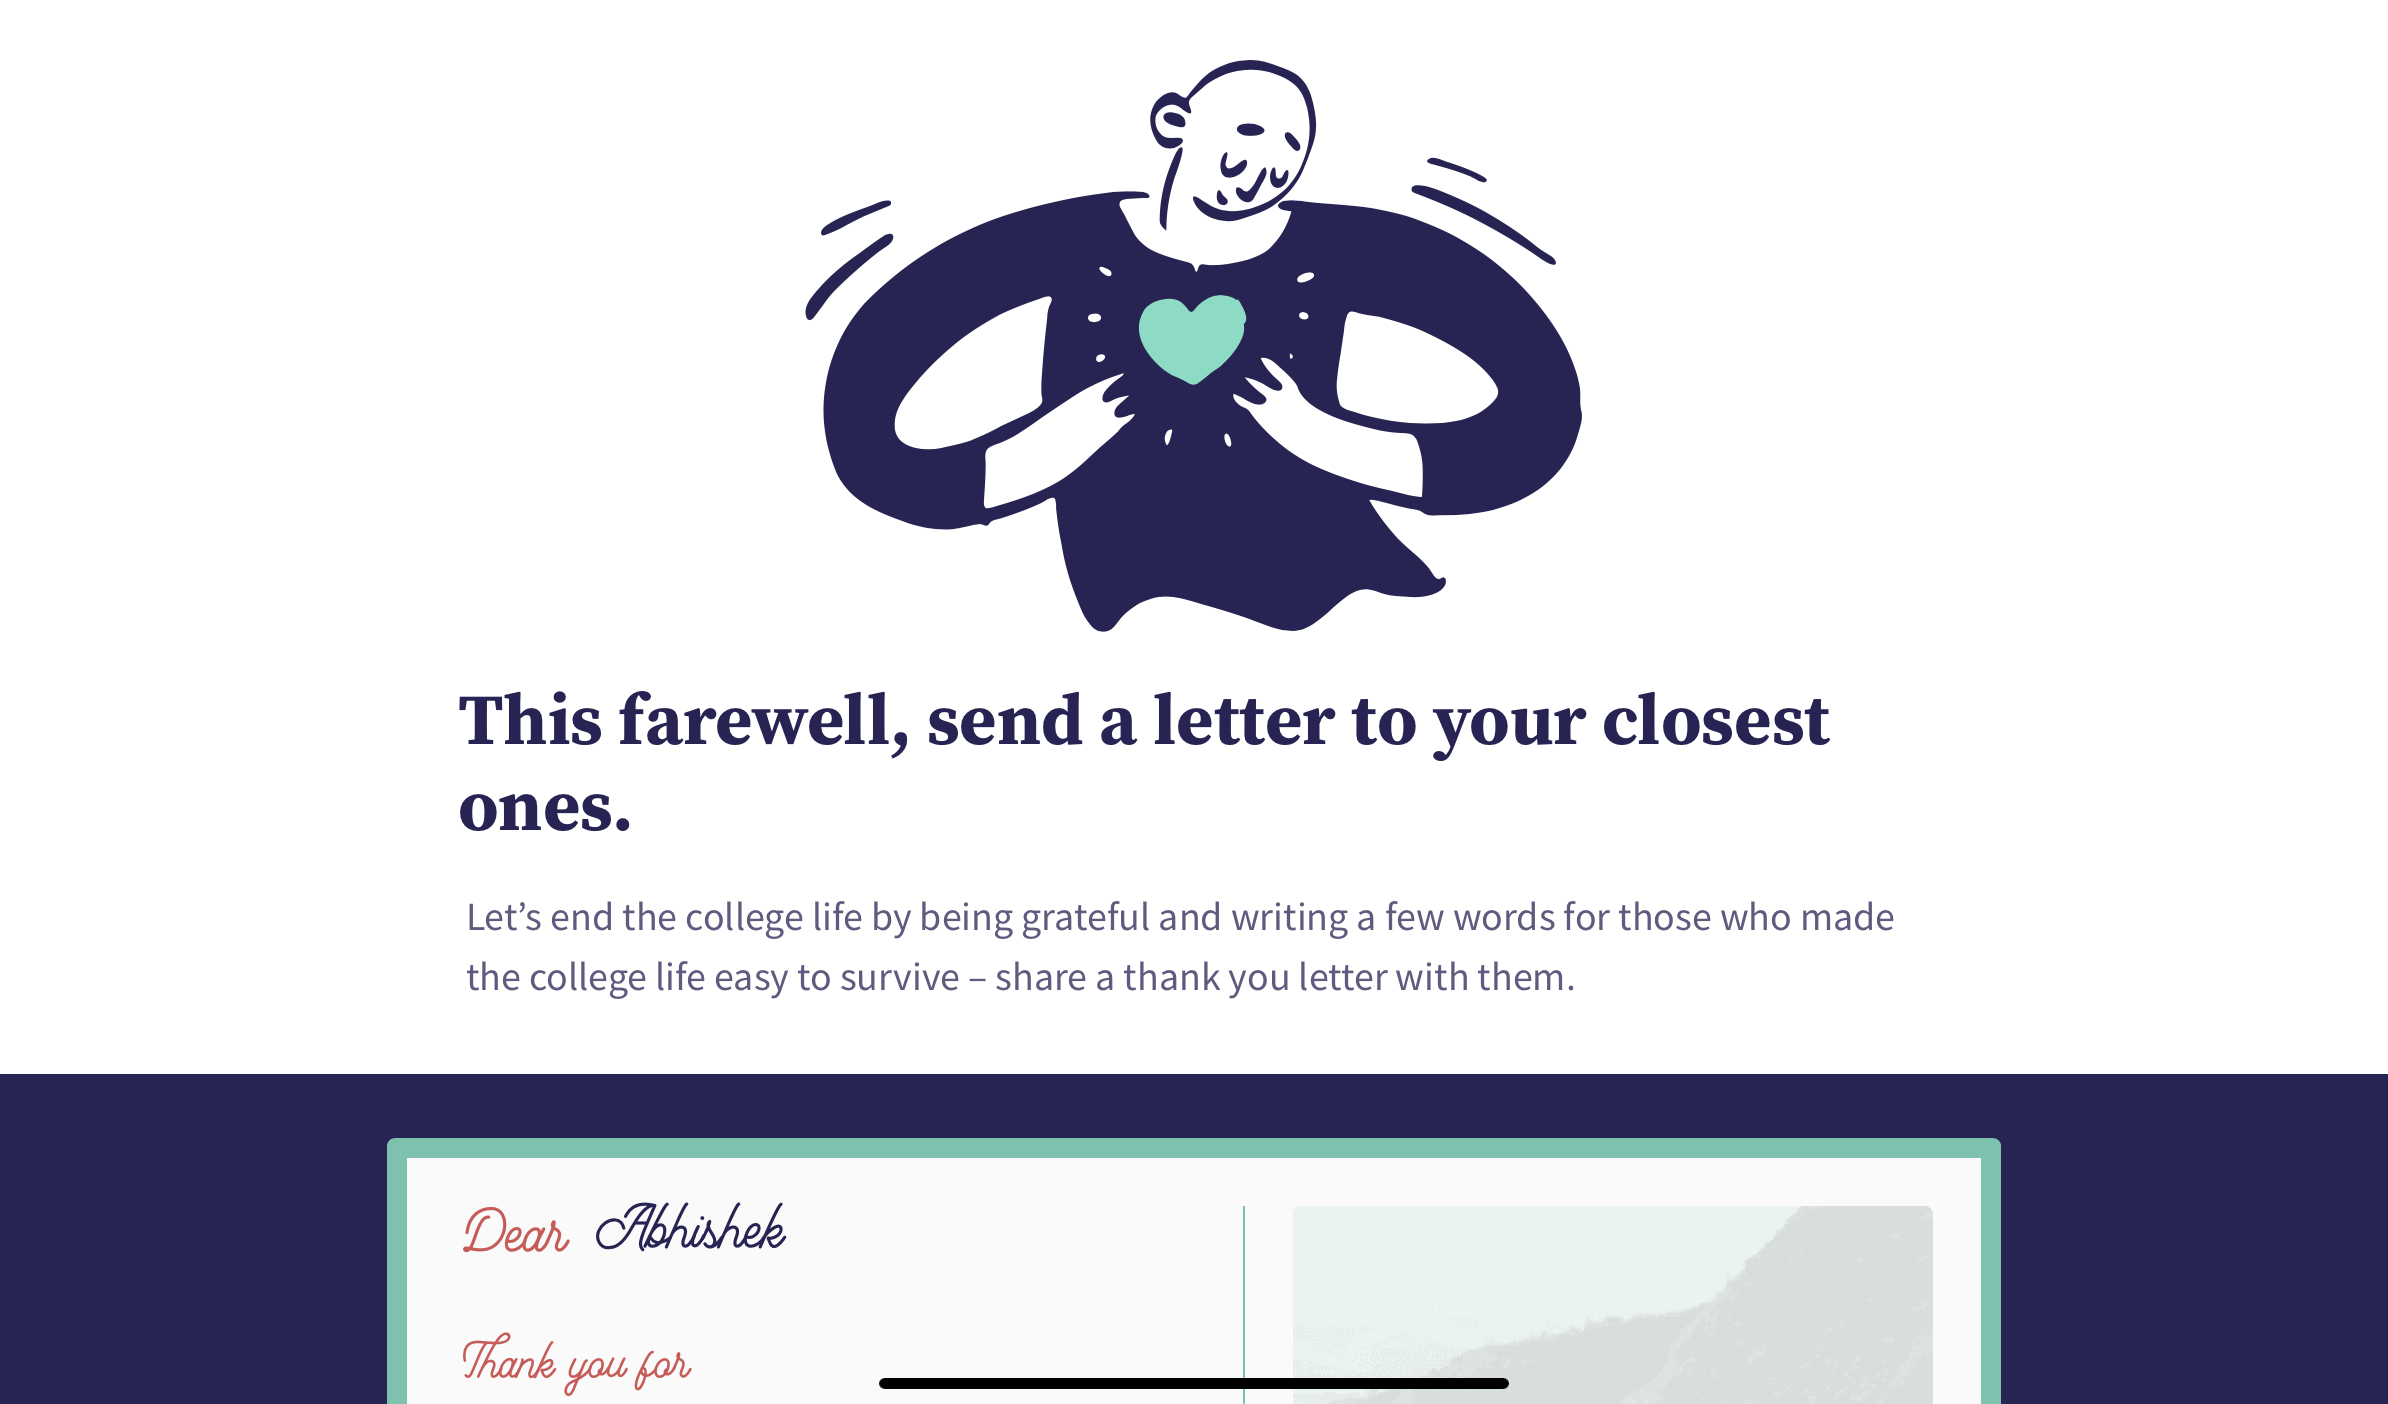 This farewell, send a letter to your closest
ones.
Let’s end the college life by being grateful and writing a few words for those who made
the college life easy to survive – share a thank you letter with them.
Dear Abhishek
Thank you for